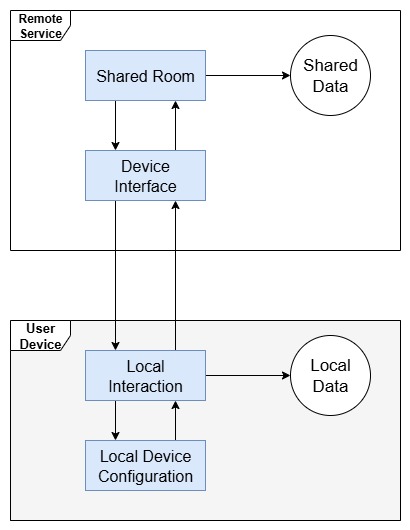 Remote
Service
Shared Room
Shared
Data
Device
Interface
User
Device
Local
Interaction
Local
Data
Local Device
Configuration